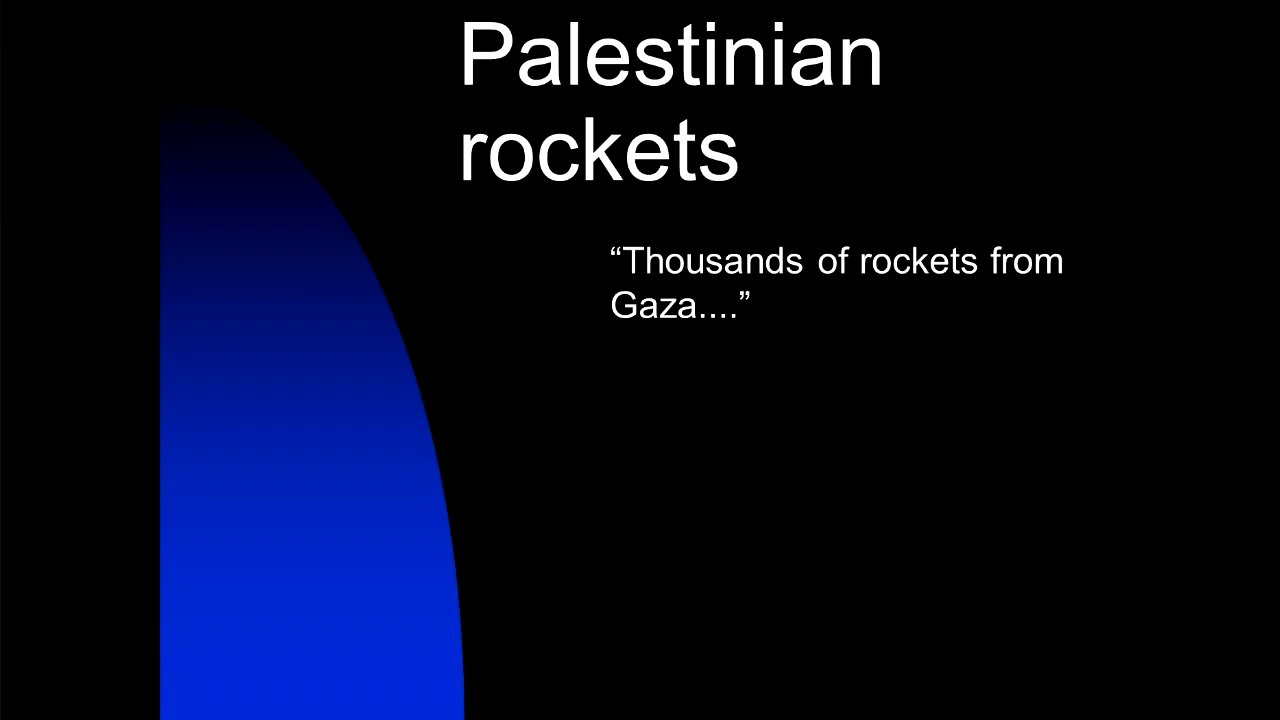 Palestinian
rockets
“Thousands of rockets from
Gaza....”